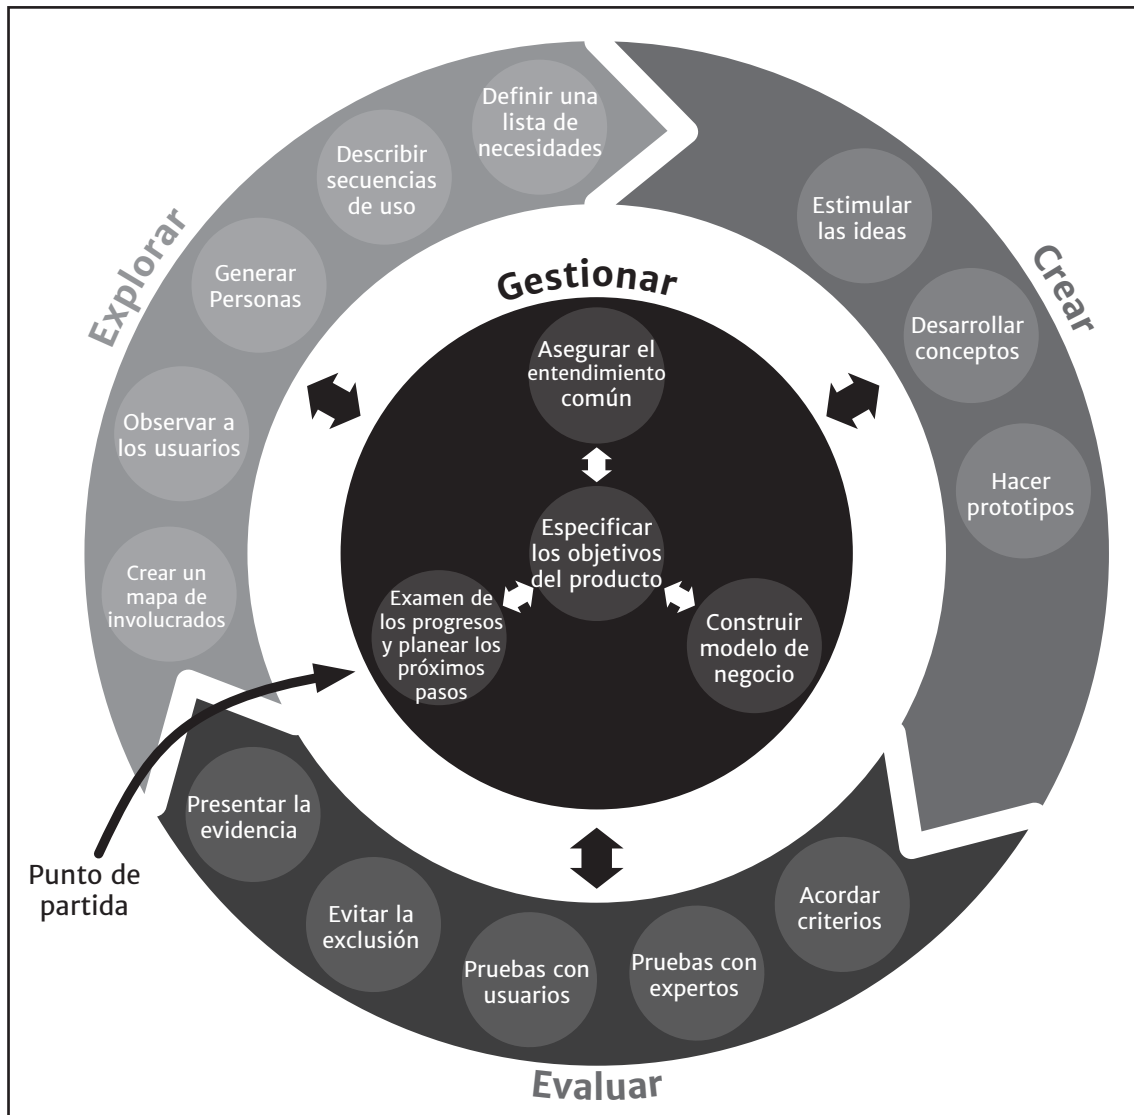 Explorar
Definir una
lista de
necesidades
Describir
secuencias
de uso
Generar
Personas
Observar a
los usuarios
Crear un
mapa de
involucrados
Crear
Estimular
las ideas
Desarrollar
conceptos
Hacer
prototipos
Gestionar
Asegurar el
entendimiento
común
Especificar
los objetivos
del producto
Examen de
los progresos
y planear los
próximos
pasos
Construir
modelo de
negocio
Punto de
partida
Presentar la
evidencia
Evitar la
exclusión
Pruebas con
usuarios
Pruebas con
expertos
Acordar
criterios
Evaluar